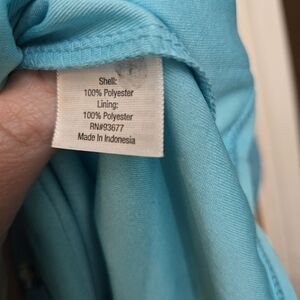 Shell:
100% Polyester
Lining:
100% Polyester
RN#93677
Made In Indonesia